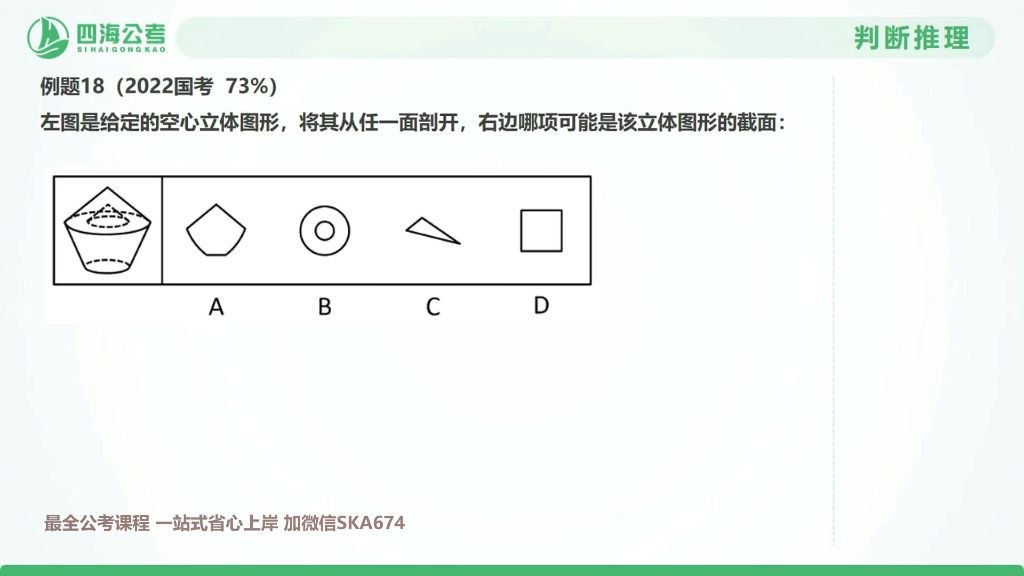 四海公考
SIHAIGONGKAO
判断推理
例题18（2022国考 73%）
左图是给定的空心立体图形，将其从任一面剖开，右边哪项可能是该立体图形的截面：
A
B
C
D
最全公考课程 一站式省心上岸 加微信SKA674